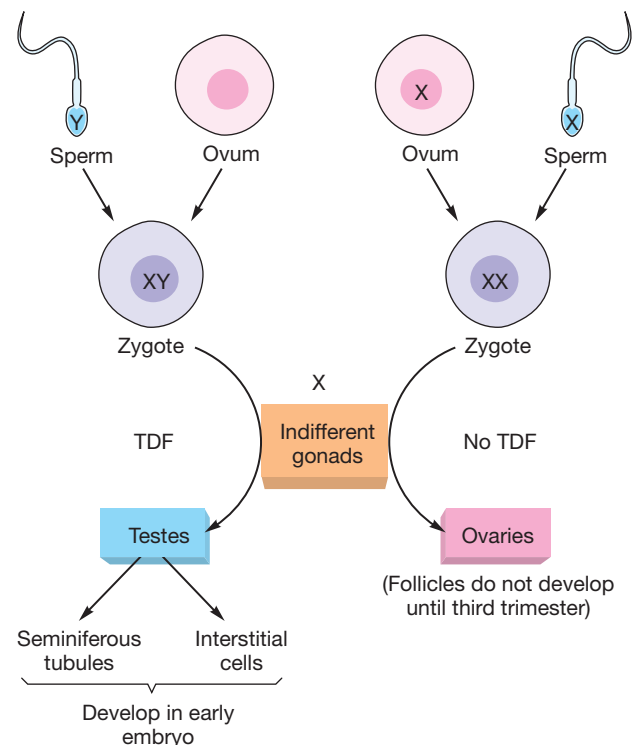 Y
X
X
Sperm
Ovum
Ovum
Sperm
XY
XX
Zygote
Zygote
X
TDF
Indifferent
gonads
No TDF
Testes
Ovaries
(Follicles do not develop
until third trimester)
Seminiferous
tubules
Interstitial
cells
Develop in early
embryo